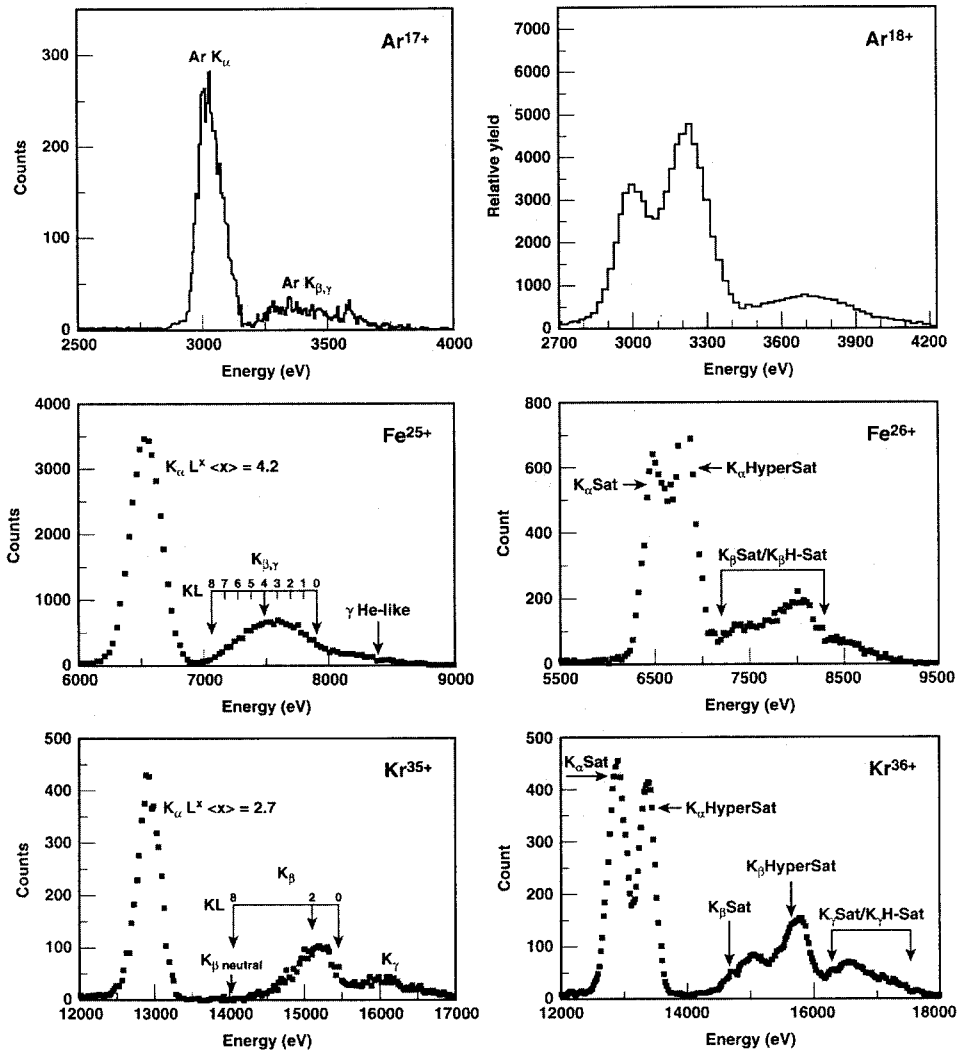 Ar17+
Ar Kα
Ar Kβ,γ
Counts
300
200
100
0
2500 3000 3500 4000
Energy (eV)
Ar18+
Relative yield
7000
6000
5000
4000
3000
2000
1000
0
2700 3000 3300 3600 3900 4200
Energy (eV)
Fe25+
Kα Lx <x> = 4.2
Kβ,γ
KL 8 7 6 5 4 3 2 1 0
γ He-like
Counts
4000
3000
2000
1000
0
6000 7000 8000 9000
Energy (eV)
Fe26+
KαSat
KαHyperSat
KβSat/KβH-Sat
Count
800
600
400
200
0
5500 6500 7500 8500 9500
Energy (eV)
Kr35+
Kα Lx <x> = 2.7
Kβ
KL 8 2 0
Kβ neutral
Kγ
Counts
500
400
300
200
100
0
12000 13000 14000 15000 16000 17000
Energy (eV)
Kr36+
KαSat
KαHyperSat
KβHyperSat
KβSat
KγSat/KγH-Sat
Count
500
400
300
200
100
0
12000 14000 16000 18000
Energy (eV)